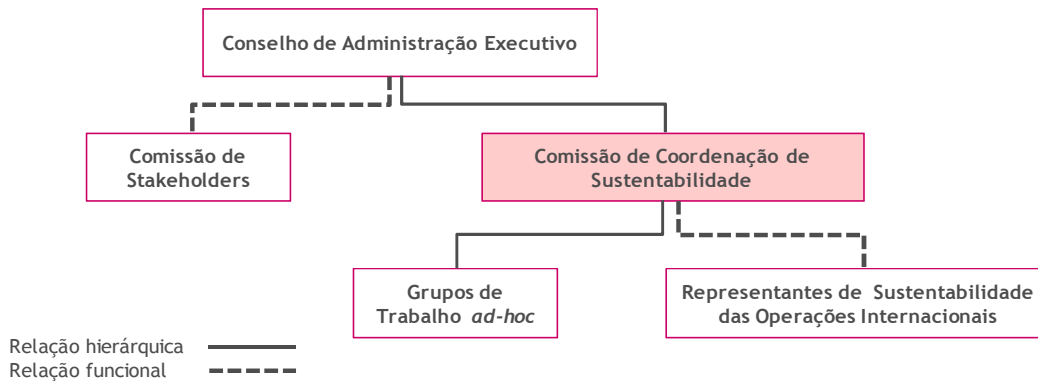 Conselho de Administração Executivo
Comissão de
Stakeholders
Comissão de Coordenação de
Sustentabilidade
Grupos de
Trabalho ad-hoc
Representantes de Sustentabilidade
das Operações Internacionais
Relação hierárquica
Relação funcional